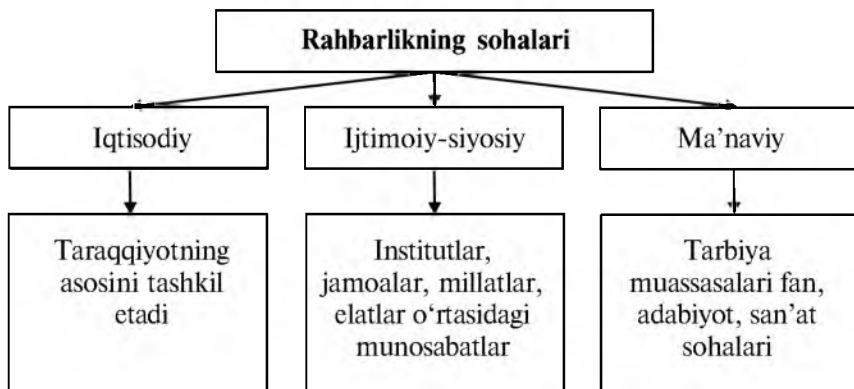 Rahbarlikning sohalari
Iqtisodiy
Ijtimoiy-siyosiy
Ma’naviy
Taraqqiyotning
asosini tashkil
etadi
Institutlar,
jamoalar, millatlar,
elatlar o‘rtasidagi
munosabatlar
Tarbiya
muassasalari fan,
adabiyot, san’at
sohalari